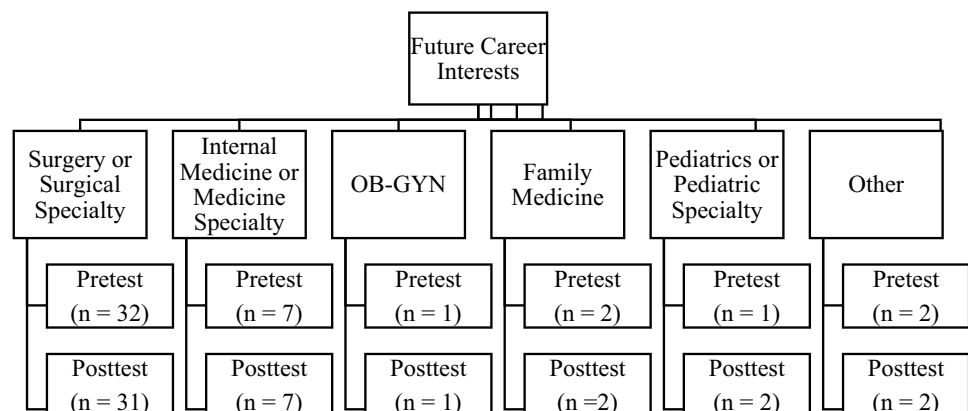 Future Career
Interests
Surgery or
Surgical
Specialty
Internal
Medicine or
Medicine
Specialty
OB-GYN
Family
Medicine
Pediatrics or
Pediatric
Specialty
Other
Pretest
(n = 32)
Pretest
(n = 7)
Pretest
(n = 1)
Pretest
(n = 2)
Pretest
(n = 1)
Pretest
(n = 2)
Posttest
(n = 31)
Posttest
(n = 7)
Posttest
(n = 1)
Posttest
(n =2)
Posttest
(n = 2)
Posttest
(n = 2)